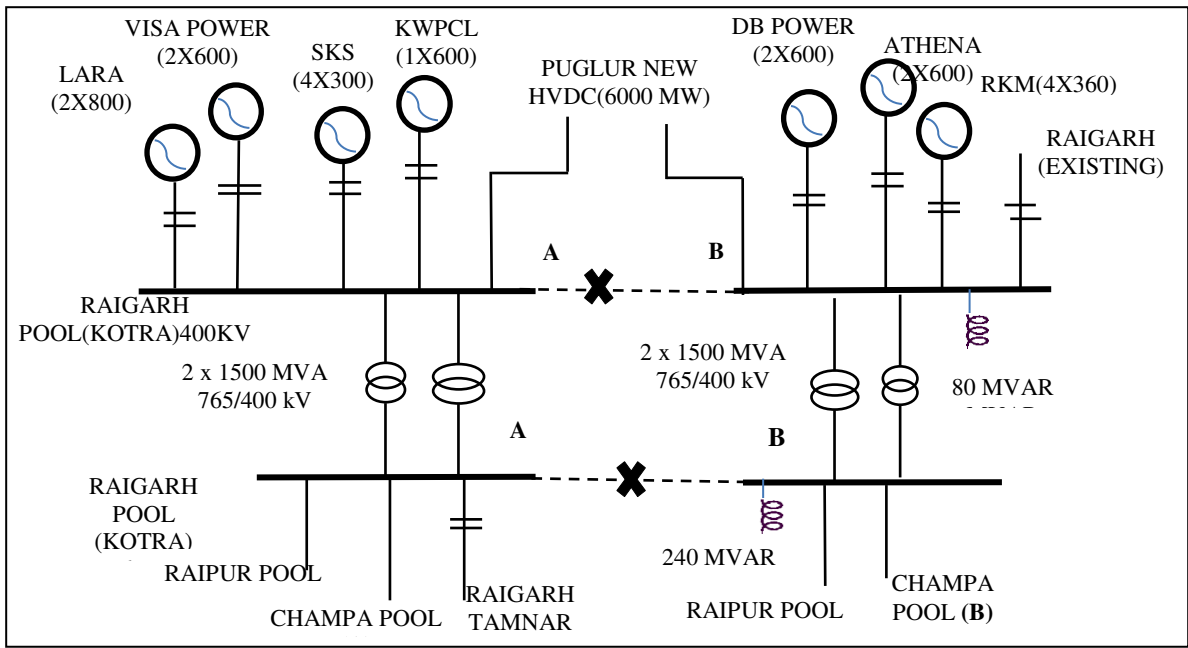 VISA POWER
(2X600)
LARA
(2X800)
SKS
(4X300)
KWPCL
(1X600)
PUGLUR NEW
HVDC(6000 MW)
DB POWER
(2X600)
ATHENA
(2X600)
RKM(4X360)
RAIGARH
(EXISTING)
A
B
RAIGARH
POOL(KOTRA)400KV
2 x 1500 MVA
765/400 kV
2 x 1500 MVA
765/400 kV
80 MVAR
A
B
RAIGARH
POOL
(KOTRA)
240 MVAR
RAIPUR POOL
CHAMPA POOL
RAIGARH
TAMNAR
RAIPUR POOL
CHAMPA
POOL (B)